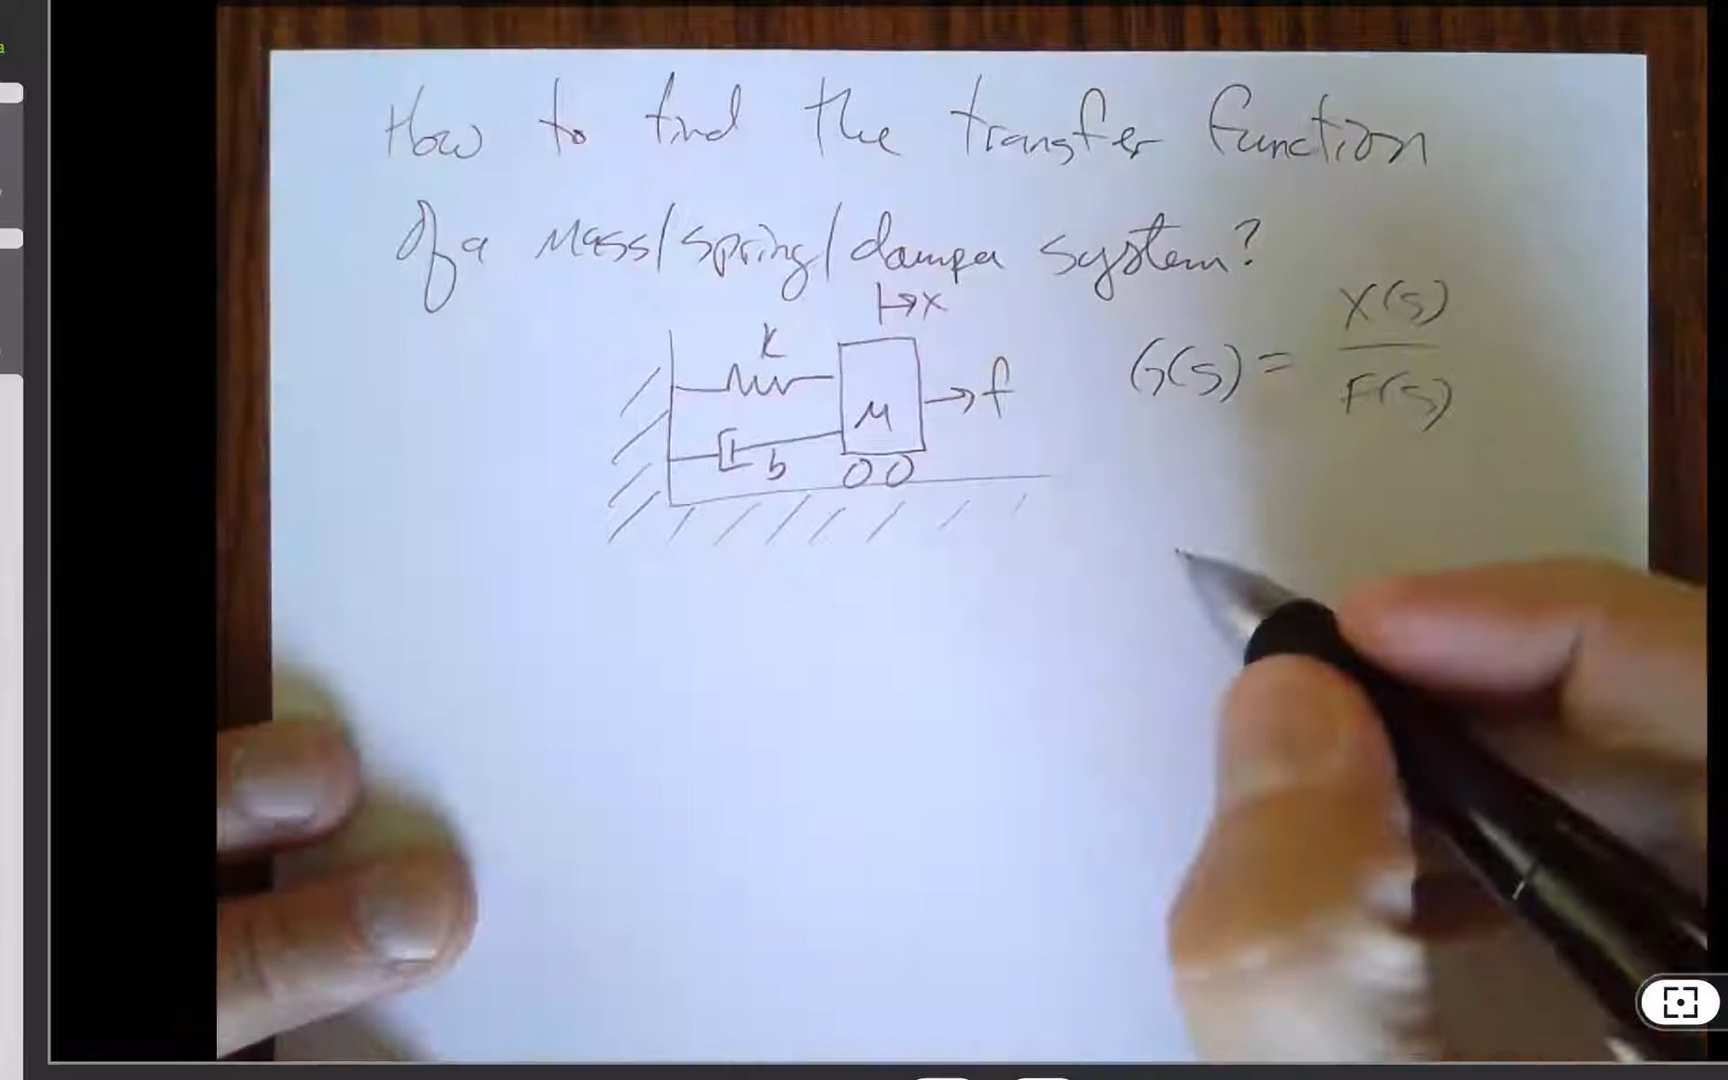 How to find the transfer function
of a mass/spring/damper system?
x
k
M
f
b
G(s) = X(s) / F(s)
a